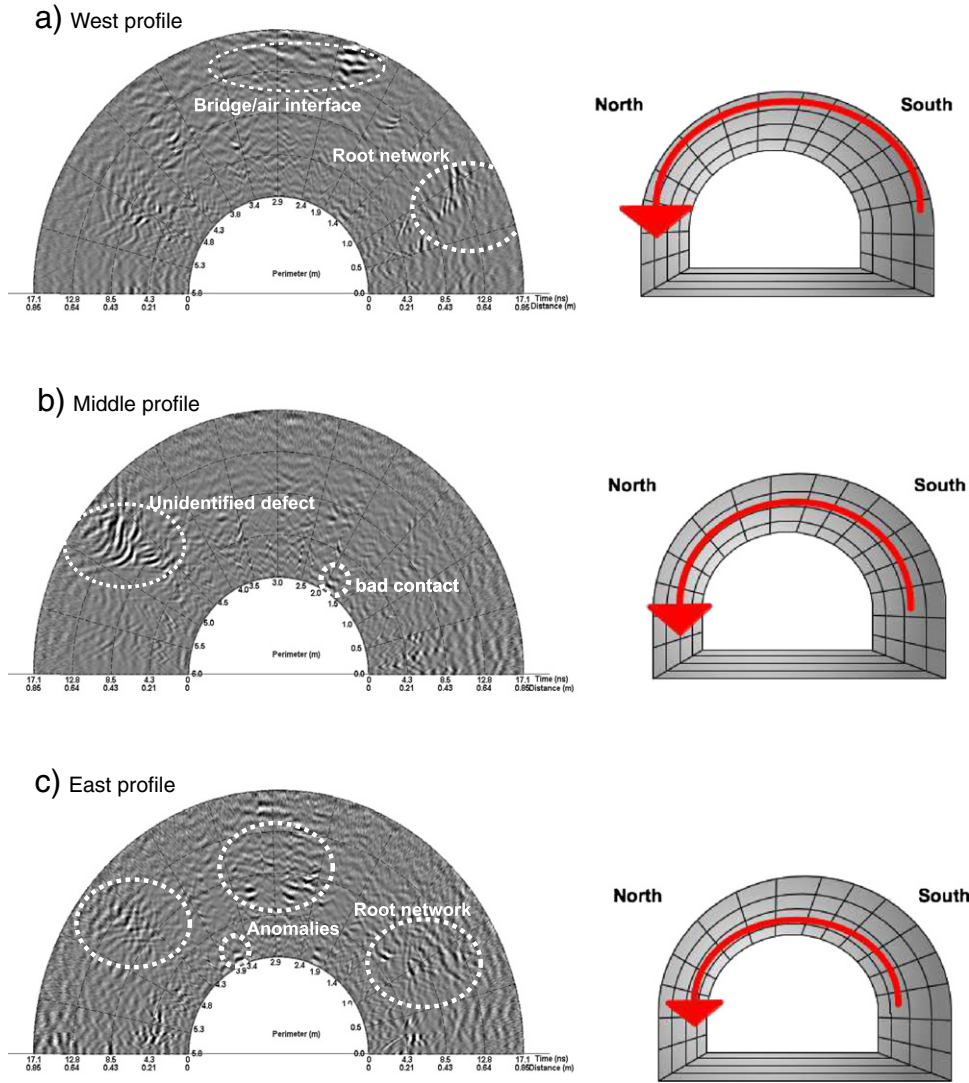 a) West profile
Bridge/air interface
Root network
3.8 3.4 2.9 2.4 1.9
4.3 1.4
4.8 1.0
5.3 0.5
Perimeter (m)
5.8 0.0
17.1 12.8 8.5 4.3 0 0 4.3 8.5 12.8 17.1 Time (ns)
0.85 0.64 0.43 0.21 0 0 0.21 0.43 0.64 0.85 Distance (m)
North South
b) Middle profile
Unidentified defect
bad contact
4.0 3.5 3.0 2.5 2.0
4.5 1.5
5.0 1.0
5.5 0.5
Perimeter (m)
6.0 0.0
17.1 12.8 8.5 4.3 0 0 4.3 8.5 12.8 17.1 Time (ns)
0.85 0.64 0.43 0.21 0 0 0.21 0.43 0.64 0.85 Distance (m)
North South
c) East profile
Root network
Anomalies
3.8 3.4 2.9 2.4 1.9
4.3 1.4
4.8 1.0
5.3 0.5
Perimeter (m)
5.8 0.0
17.1 12.8 8.5 4.3 0 0 4.3 8.5 12.8 17.1 Time (ns)
0.85 0.64 0.43 0.21 0 0 0.21 0.43 0.64 0.85 Distance (m)
North South